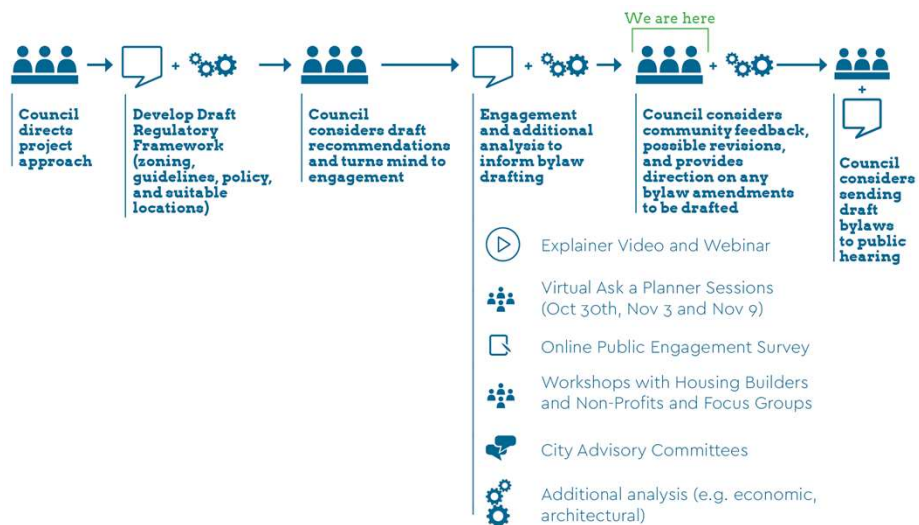 We are here
Council
directs
project
approach
+
Develop Draft
Regulatory
Framework
(zoning,
guidelines, policy,
and suitable
locations)
Council
considers draft
recommendations
and turns mind to
engagement
+
Engagement
and additional
analysis to
inform bylaw
drafting
+
Council considers
community feedback,
possible revisions,
and provides
direction on any
bylaw amendments
to be drafted
+
Council
considers
sending
draft
bylaws
to public
hearing
Explainer Video and Webinar
Virtual Ask a Planner Sessions
(Oct 30th, Nov 3 and Nov 9)
Online Public Engagement Survey
Workshops with Housing Builders
and Non-Profits and Focus Groups
City Advisory Committees
Additional analysis (e.g. economic,
architectural)